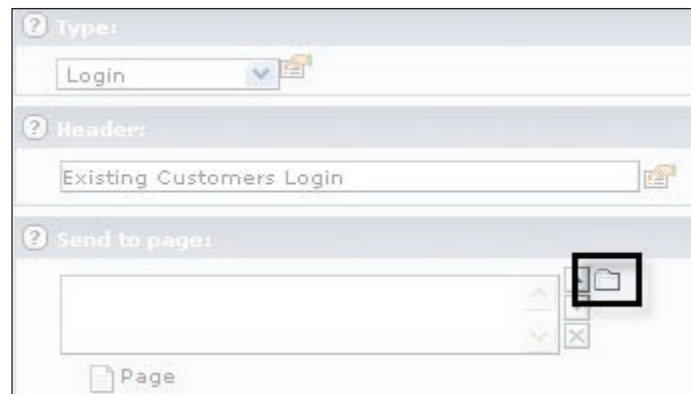 Type:
Login
Header:
Existing Customers Login
Send to page:
Page